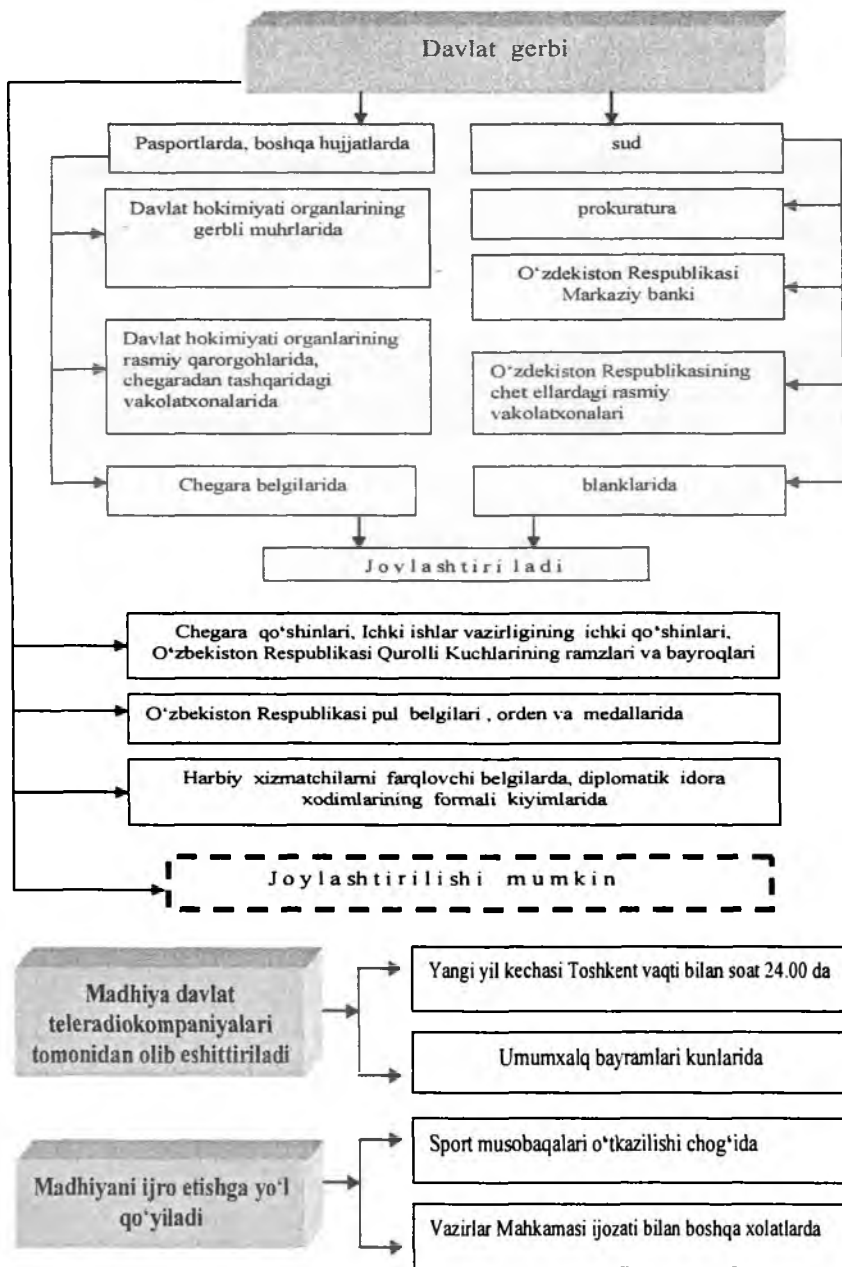 Davlat gerbi
Pasportlarda, boshqa hujjatlarda
sud
Davlat hokimiyati organlarining
gerbli muhrlarida
prokuratura
O‘zdekiston Respublikasi
Markaziy banki
Davlat hokimiyati organlarining
rasmiy qarorgohlarida,
chegaradan tashqaridagi
vakolatxonalarida
O‘zdekiston Respublikasining
chet ellardagi rasmiy
vakolatxonalari
Chegara belgilarida
blanklarida
Joylashtiri ladi
Chegara qo‘shinlari, Ichki ishlar vazirligining ichki qo‘shinlari,
O‘zbekiston Respublikasi Qurolli Kuchlarining ramzlari va bayroqlari
O‘zbekiston Respublikasi pul belgilari , orden va medallarida
Harbiy xizmatchilarni farqlovchi belgilarda, diplomatik idora
xodimlarining formali kiyimlarida
Joylashtirilishi mumkin
Madhiya davlat
teleradiokompaniyalari
tomonidan olib eshittiriladi
Yangi yil kechasi Toshkent vaqti bilan soat 24.00 da
Umumxalq bayramlari kunlarida
Madhiyani ijro etishga yo‘l
qo‘yiladi
Sport musobaqalari o‘tkazilishi chog‘ida
Vazirlar Mahkamasi ijozati bilan boshqa xolatlarda